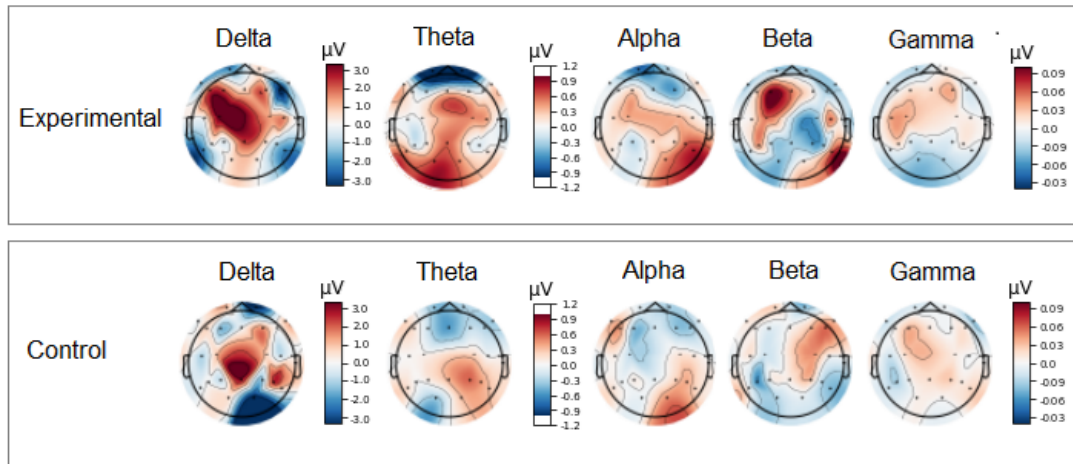 Delta Theta Alpha Beta Gamma
μV μV μV
Experimental
3.0 2.0 1.0 0.0 -1.0 -2.0 -3.0
1.2 0.9 0.6 0.3 0.0 -0.3 -0.6 -0.9 -1.2
0.09 0.09 0.03 0.0 -0.09 -0.06 -0.03
Delta Theta Alpha Beta Gamma
μV μV μV
Control
3.0 2.0 1.0 0.0 -1.0 -2.0 -3.0
1.2 0.9 0.6 0.3 0.0 -0.3 -0.6 -0.9 -1.2
0.09 0.09 0.03 0.0 -0.09 -0.06 -0.03